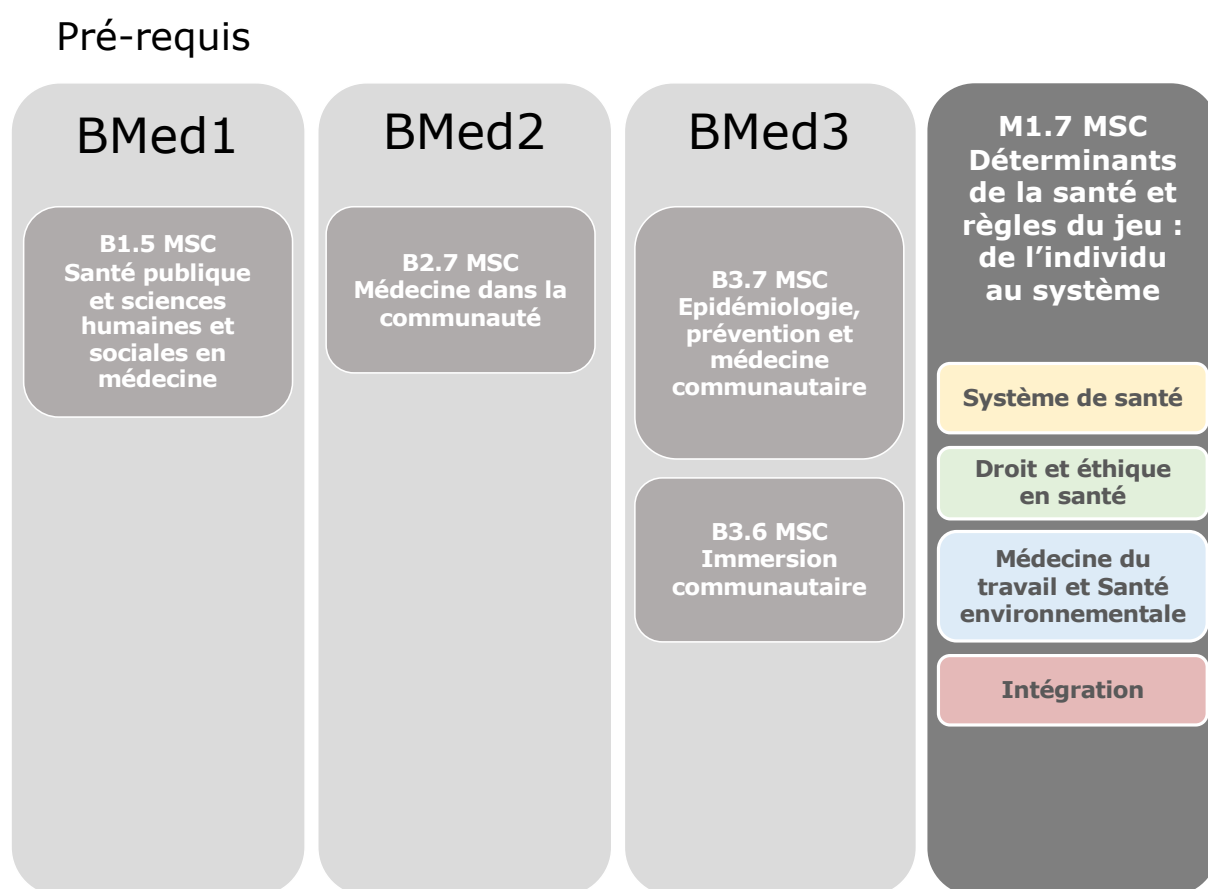 Pré-requis
BMed1
B1.5 MSC
Santé publique
et sciences
humaines et
sociales en
médecine
BMed2
B2.7 MSC
Médecine dans la
communauté
BMed3
B3.7 MSC
Epidémiologie,
prévention et
médecine
communautaire
B3.6 MSC
Immersion
communautaire
M1.7 MSC
Déterminants
de la santé et
règles du jeu :
de l’individu
au système
Système de santé
Droit et éthique
en santé
Médecine du
travail et Santé
environnementale
Intégration